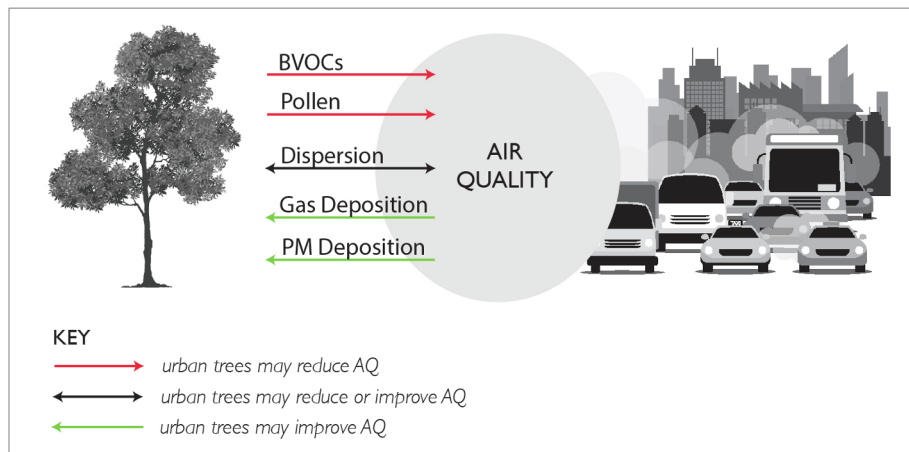 BVOCs
Pollen
Dispersion
Gas Deposition
PM Deposition
AIR
QUALITY
KEY
urban trees may reduce AQ
urban trees may reduce or improve AQ
urban trees may improve AQ